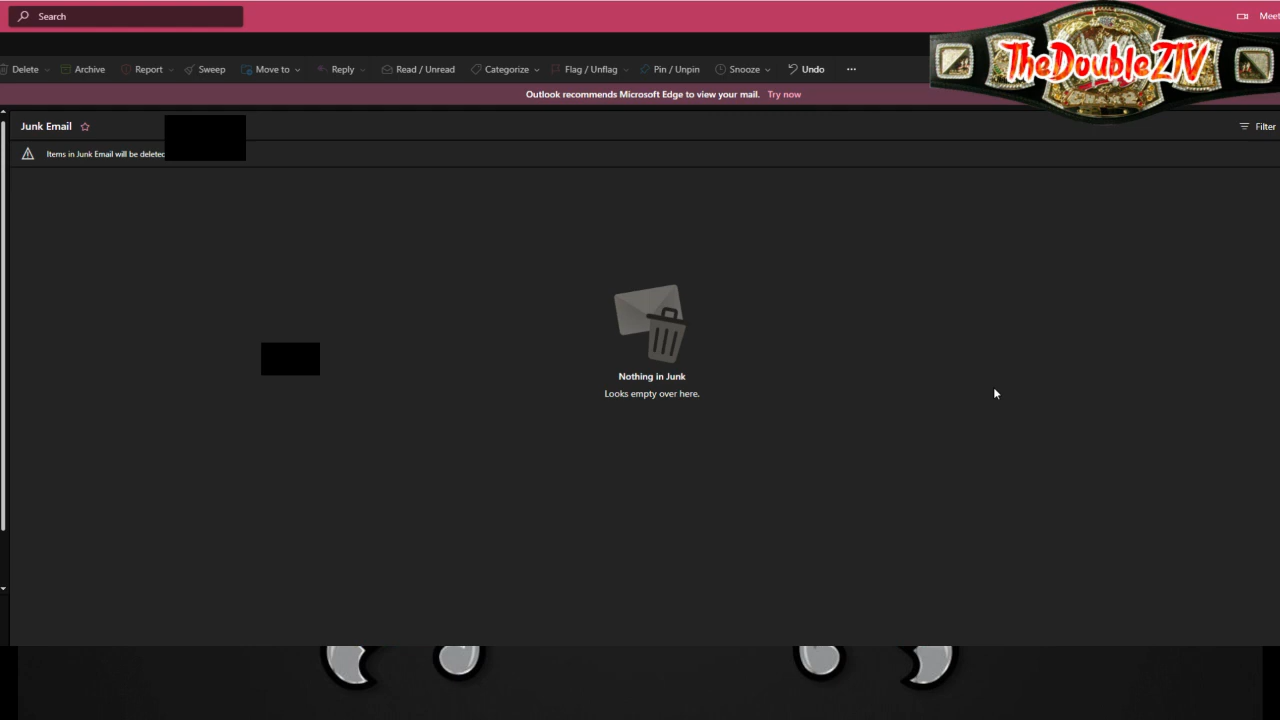 Search
Meet
Delete Archive Report Sweep Move to Reply Read / Unread Categorize Flag / Unflag Pin / Unpin Snooze Undo ...
TheDoubleZIV
Outlook recommends Microsoft Edge to view your mail. Try now
Junk Email
Filter
Items in Junk Email will be deleted
Nothing in Junk
Looks empty over here.